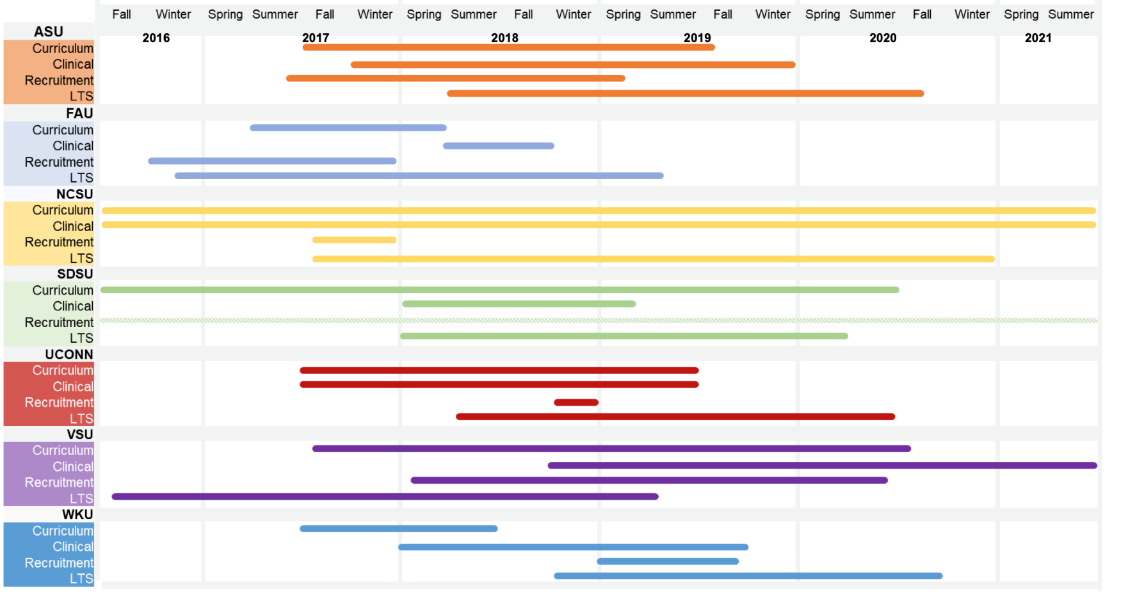 Fall Winter Spring Summer Fall Winter Spring Summer Fall Winter Spring Summer Fall Winter Spring Summer Fall Winter Spring Summer
2016 2017 2018 2019 2020 2021
ASU
Curriculum
Clinical
Recruitment
LTS
FAU
Curriculum
Clinical
Recruitment
LTS
NCSU
Curriculum
Clinical
Recruitment
LTS
SDSU
Curriculum
Clinical
Recruitment
LTS
UCONN
Curriculum
Clinical
Recruitment
LTS
VSU
Curriculum
Clinical
Recruitment
LTS
WKU
Curriculum
Clinical
Recruitment
LTS